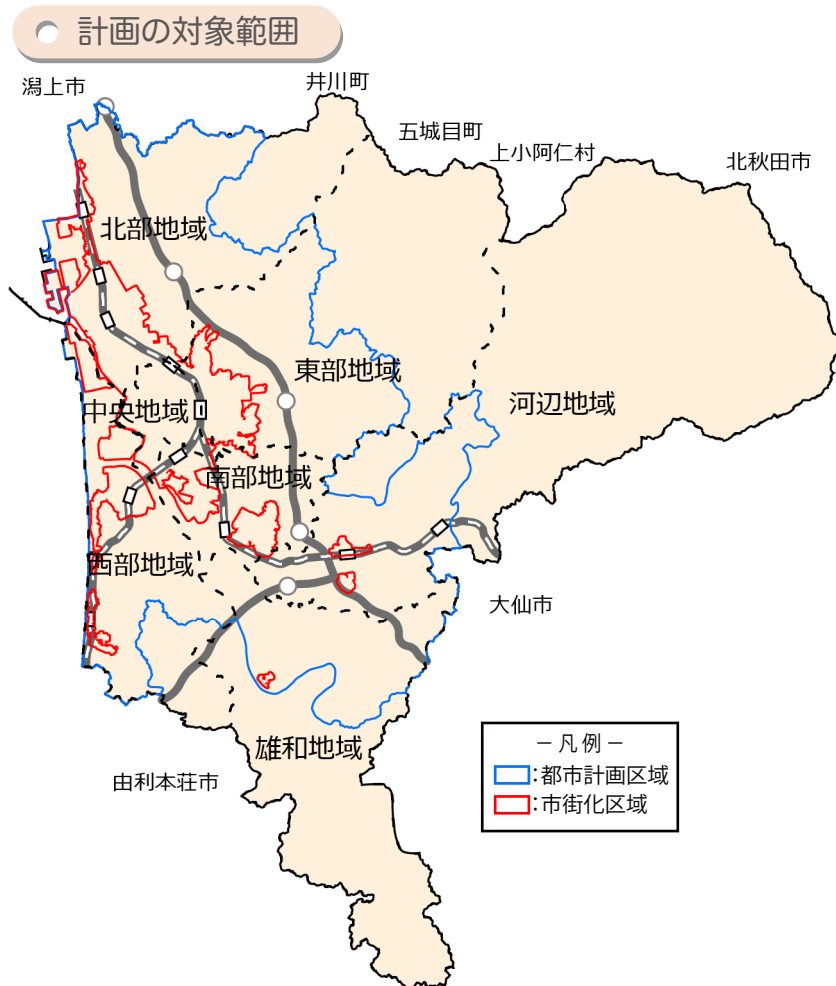 計画の対象範囲
潟上市
井川町
五城目町
上小阿仁村
北秋田市
北部地域
東部地域
河辺地域
中央地域
南部地域
西部地域
大仙市
雄和地域
由利本荘市
－凡例－
:都市計画区域
:市街化区域